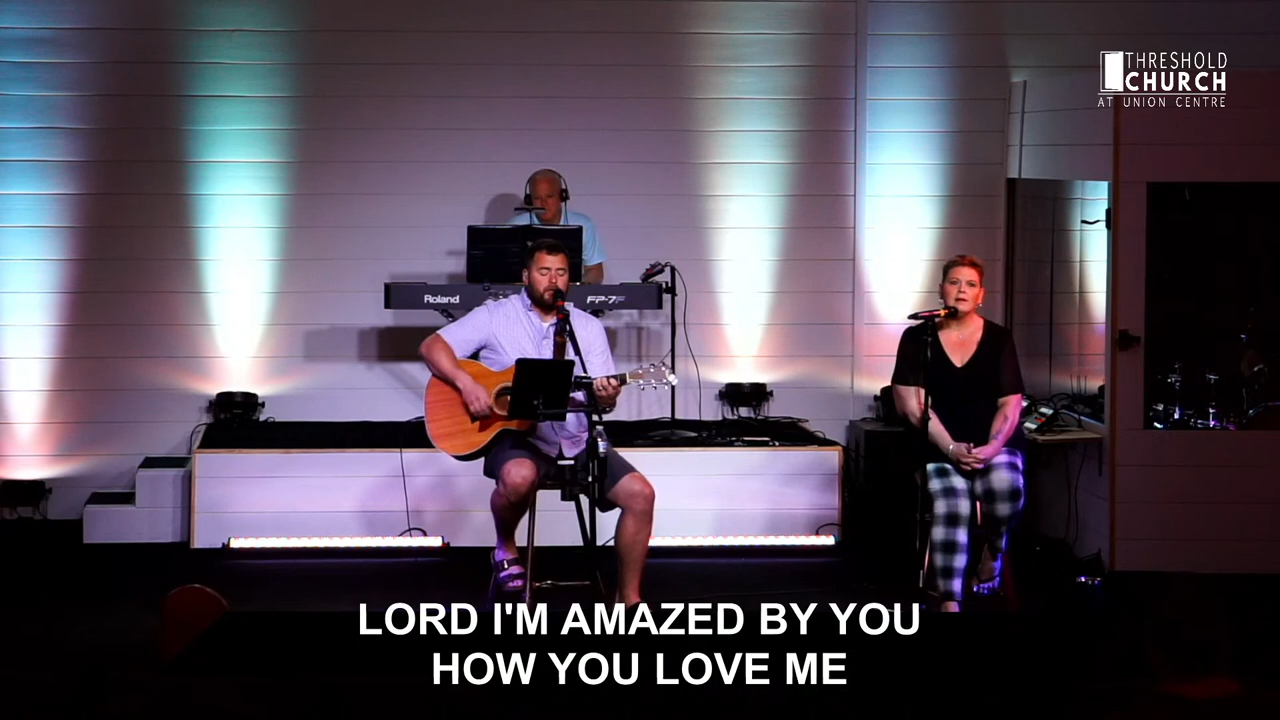 THRESHOLD
CHURCH
AT UNION CENTRE
Roland
FP-7F
LORD I'M AMAZED BY YOU
HOW YOU LOVE ME